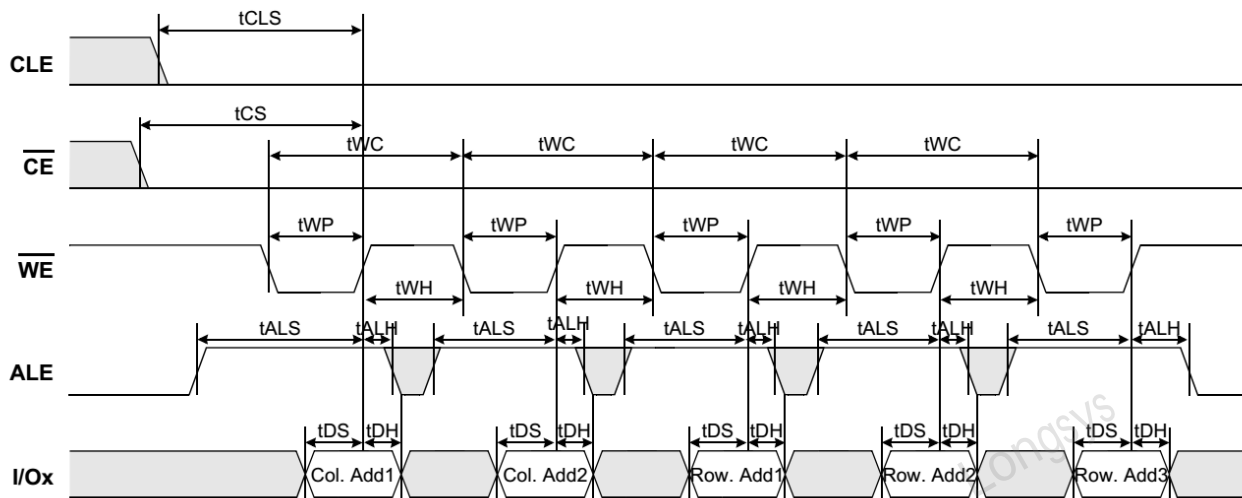 tCLS
CLE
tCS
CE
tWC tWC tWC tWC
tWP tWP tWP tWP tWP
WE
tWH tWH tWH tWH
tALS tALH tALS tALH tALS tALH tALS tALH tALS tALH
ALE
tDS tDH tDS tDH tDS tDH tDS tDH tDS tDH
I/Ox Col. Add1 Col. Add2 Row. Add1 Row. Add2 Row. Add3
Longsys